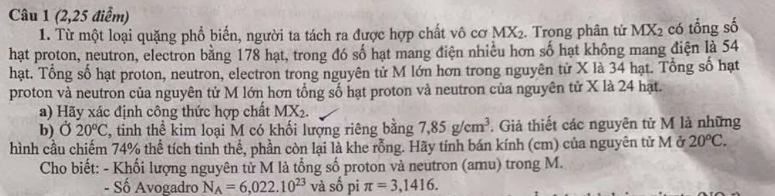 Câu 1 (2,25 điểm)
1. Từ một loại quặng phổ biến, người ta tách ra được hợp chất vô cơ MX₂. Trong phân tử MX₂ có tổng số
hạt proton, neutron, electron bằng 178 hạt, trong đó số hạt mang điện nhiều hơn số hạt không mang điện là 54
hạt. Tổng số hạt proton, neutron, electron trong nguyên tử M lớn hơn trong nguyên tử X là 34 hạt. Tổng số hạt
proton và neutron của nguyên tử M lớn hơn tổng số hạt proton và neutron của nguyên tử X là 24 hạt.
a) Hãy xác định công thức hợp chất MX₂.
b) Ở 20⁰C, tinh thể kim loại M có khối lượng riêng bằng 7,85 g/cm³. Giả thiết các nguyên tử M là những
hình cầu chiếm 74% thể tích tinh thể, phần còn lại là khe rỗng. Hãy tính bán kính (cm) của nguyên tử M ở 20⁰C.
Cho biết: - Khối lượng nguyên tử M là tổng số proton và neutron (amu) trong M.
- Số Avogadro N_A = 6,022.10²³ và số pi π = 3,1416.